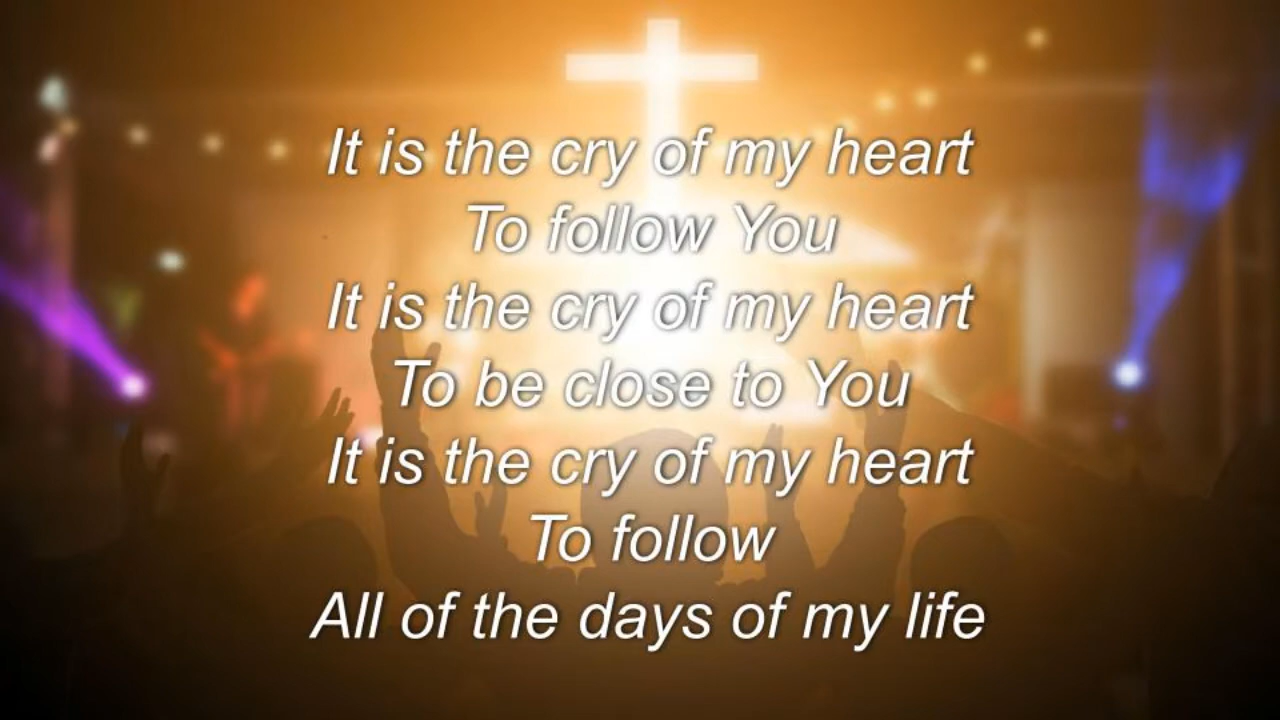 It is the cry of my heart
To follow You
It is the cry of my heart
To be close to You
It is the cry of my heart
To follow
All of the days of my life